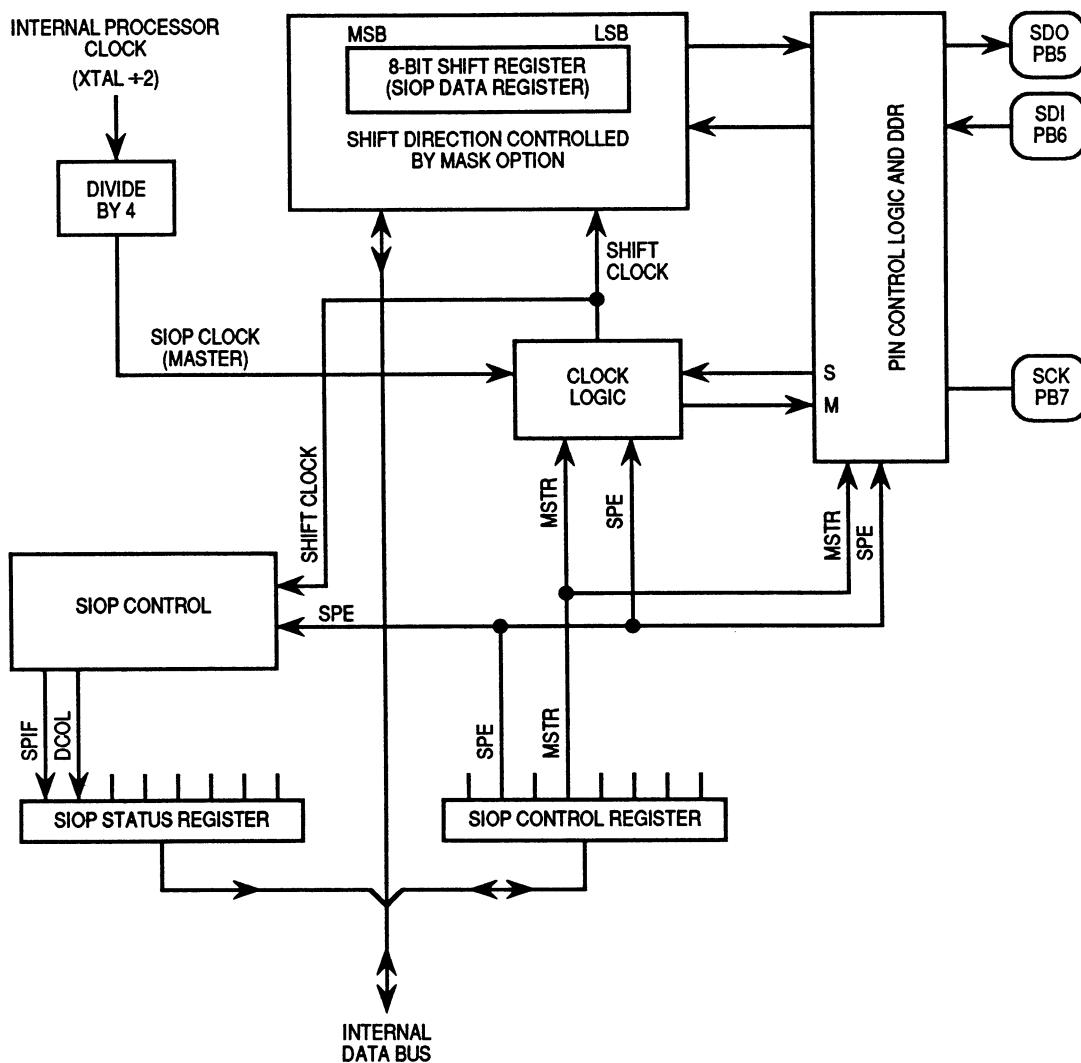 INTERNAL PROCESSOR
CLOCK
(XTAL ÷2)
DIVIDE
BY 4
MSB
LSB
8-BIT SHIFT REGISTER
(SIOP DATA REGISTER)
SHIFT DIRECTION CONTROLLED
BY MASK OPTION
PIN CONTROL LOGIC AND DDR
SDO
PB5
SDI
PB6
SHIFT
CLOCK
SIOP CLOCK
(MASTER)
CLOCK
LOGIC
S
M
SCK
PB7
SHIFT CLOCK
MSTR
SPE
MSTR
SPE
SIOP CONTROL
SPE
SPIF
DCOL
SPE
MSTR
SIOP STATUS REGISTER
SIOP CONTROL REGISTER
INTERNAL
DATA BUS